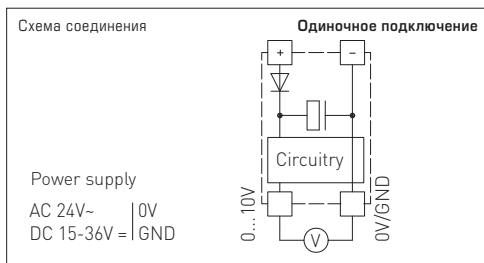 Схема соединения
Одиночное подключение
+
−
Circuitry
Power supply
AC 24V~ 0V
DC 15-36V = GND
0...10V
0V/GND
V